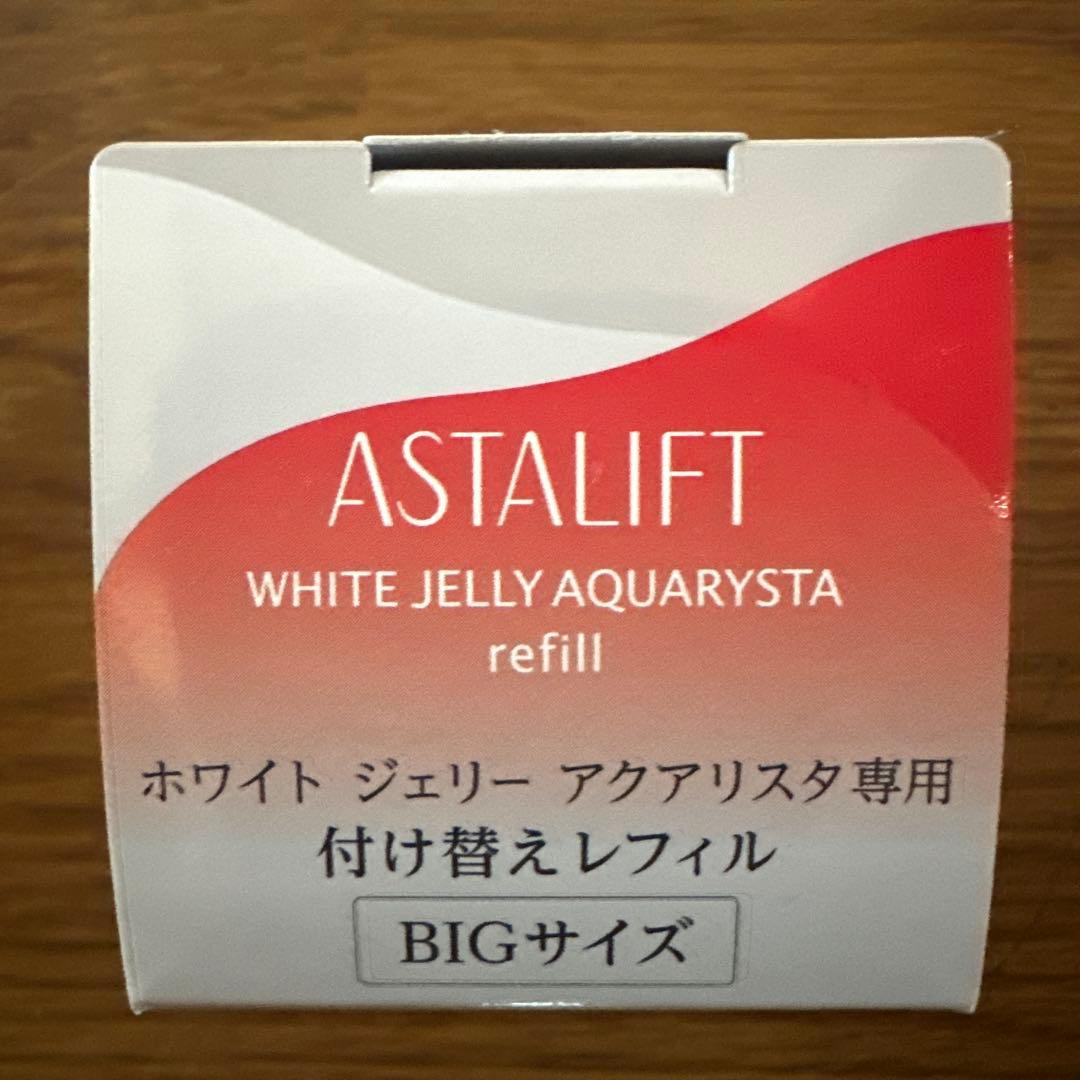 ASTALIFT
WHITE JELLY AQUARYSTA
refill
ホワイト ジェリー アクアリスタ専用
付け替えレフィル
BIGサイズ